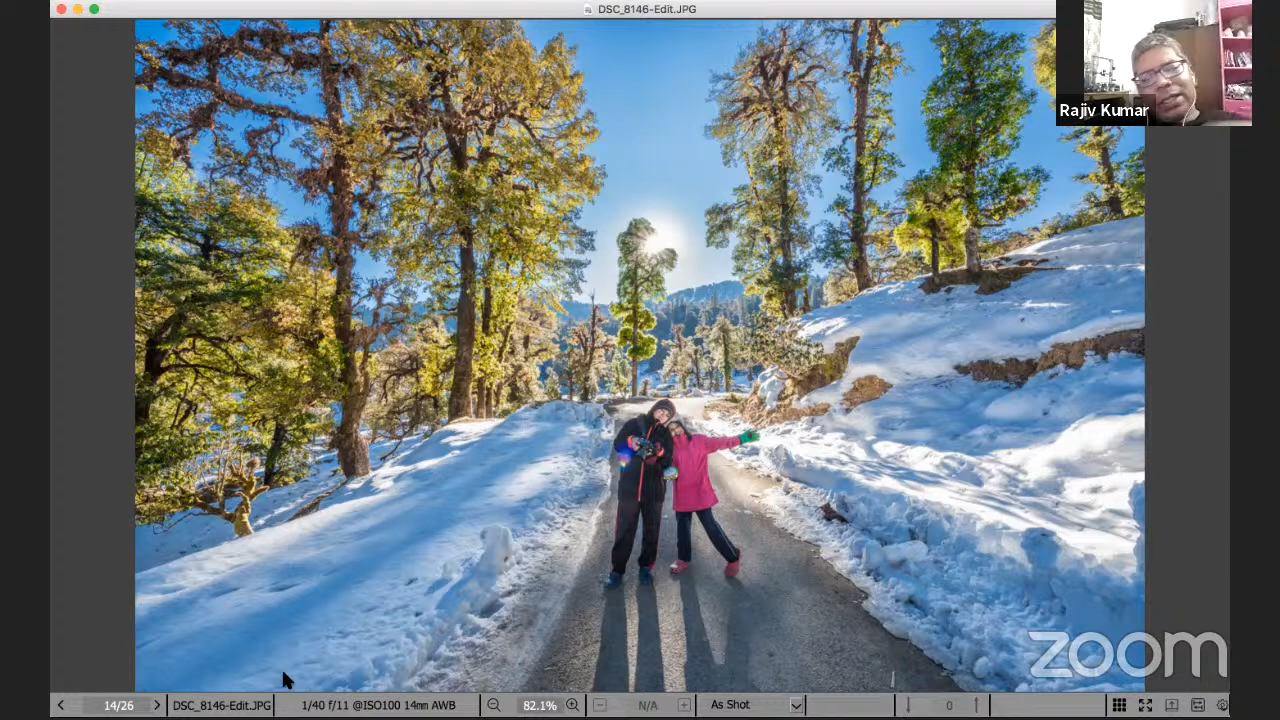 DSC_8146-Edit.JPG
Rajiv Kumar
zoom
14/26
DSC_8146-Edit.JPG
1/40 f/11 @ISO100 14mm AWB
82.1%
N/A
As Shot
0